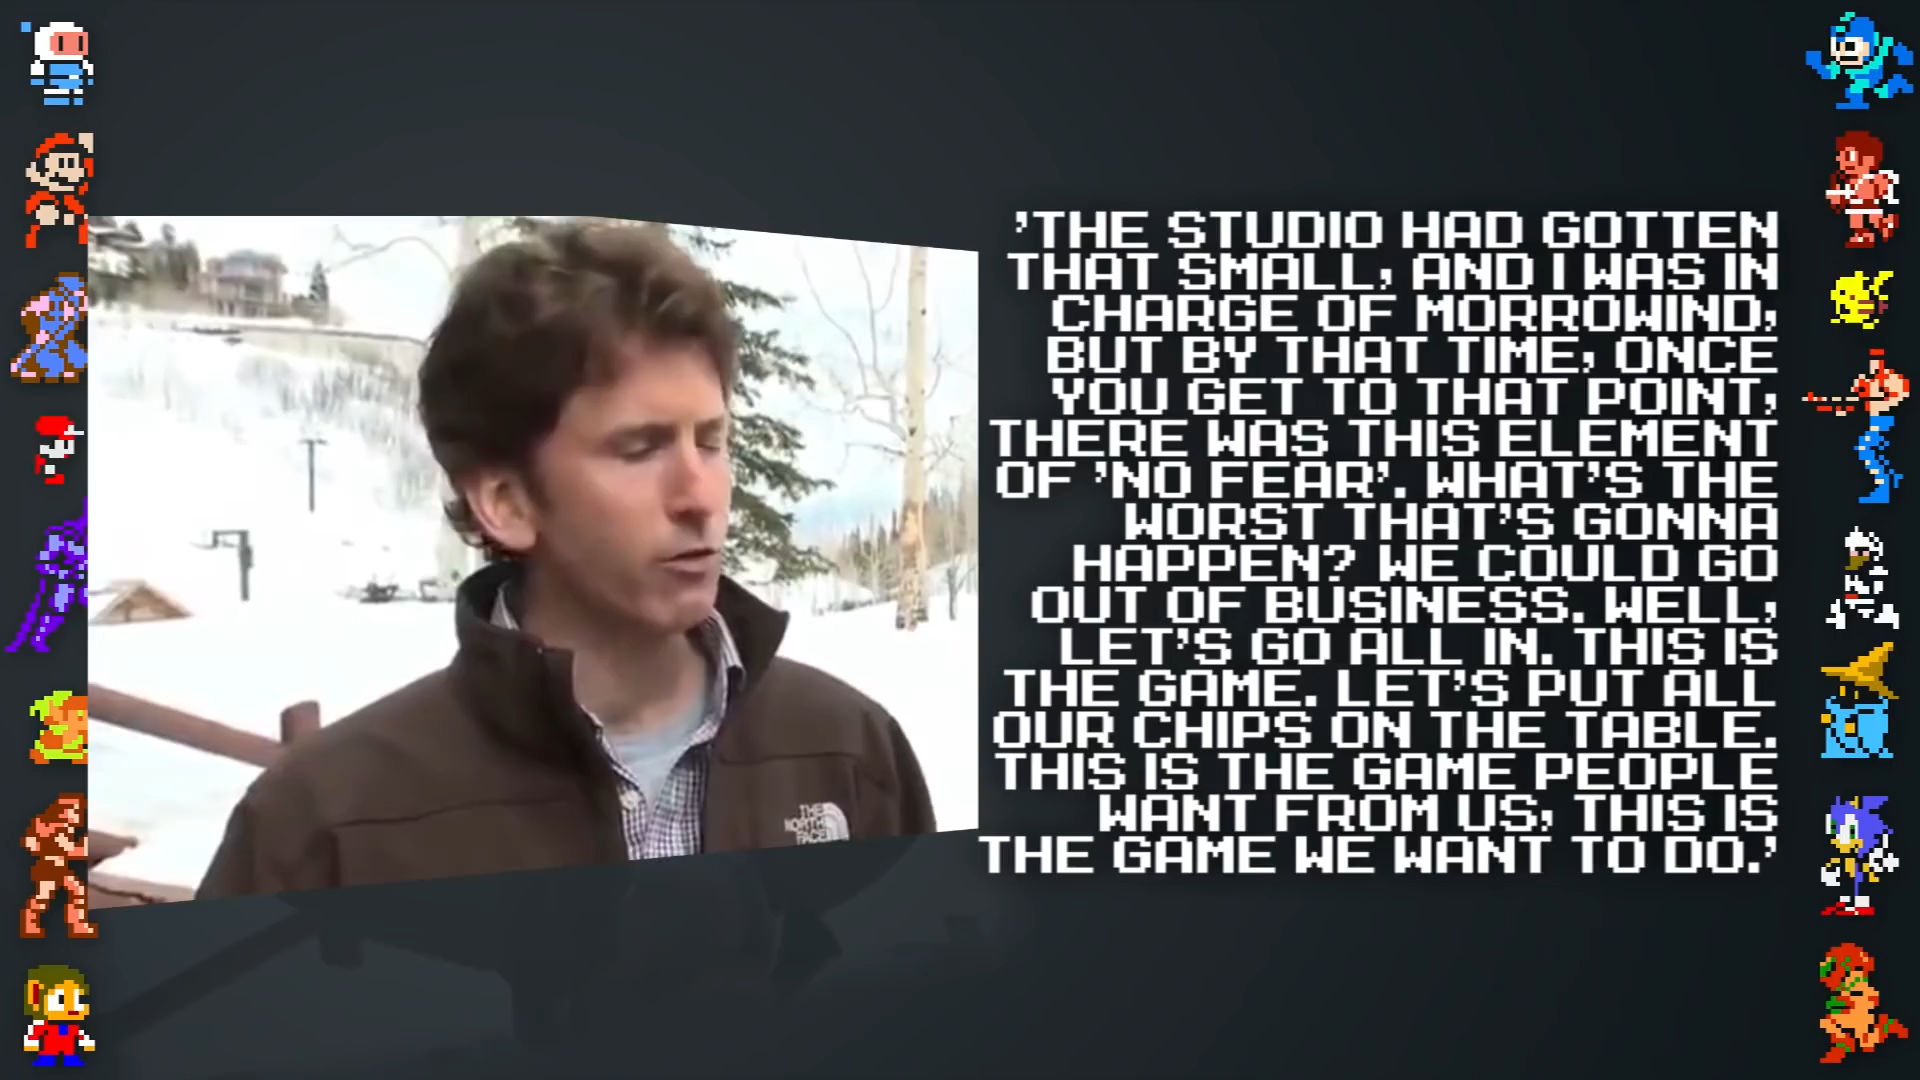 'THE STUDIO HAD GOTTEN
THAT SMALL, AND I WAS IN
CHARGE OF MORROWIND,
BUT BY THAT TIME, ONCE
YOU GET TO THAT POINT,
THERE WAS THIS ELEMENT
OF 'NO FEAR'. WHAT'S THE
WORST THAT'S GONNA
HAPPEN? WE COULD GO
OUT OF BUSINESS. WELL,
LET'S GO ALL IN. THIS IS
THE GAME. LET'S PUT ALL
OUR CHIPS ON THE TABLE.
THIS IS THE GAME PEOPLE
WANT FROM US, THIS IS
THE GAME WE WANT TO DO.'
THE
NORTH
FACE